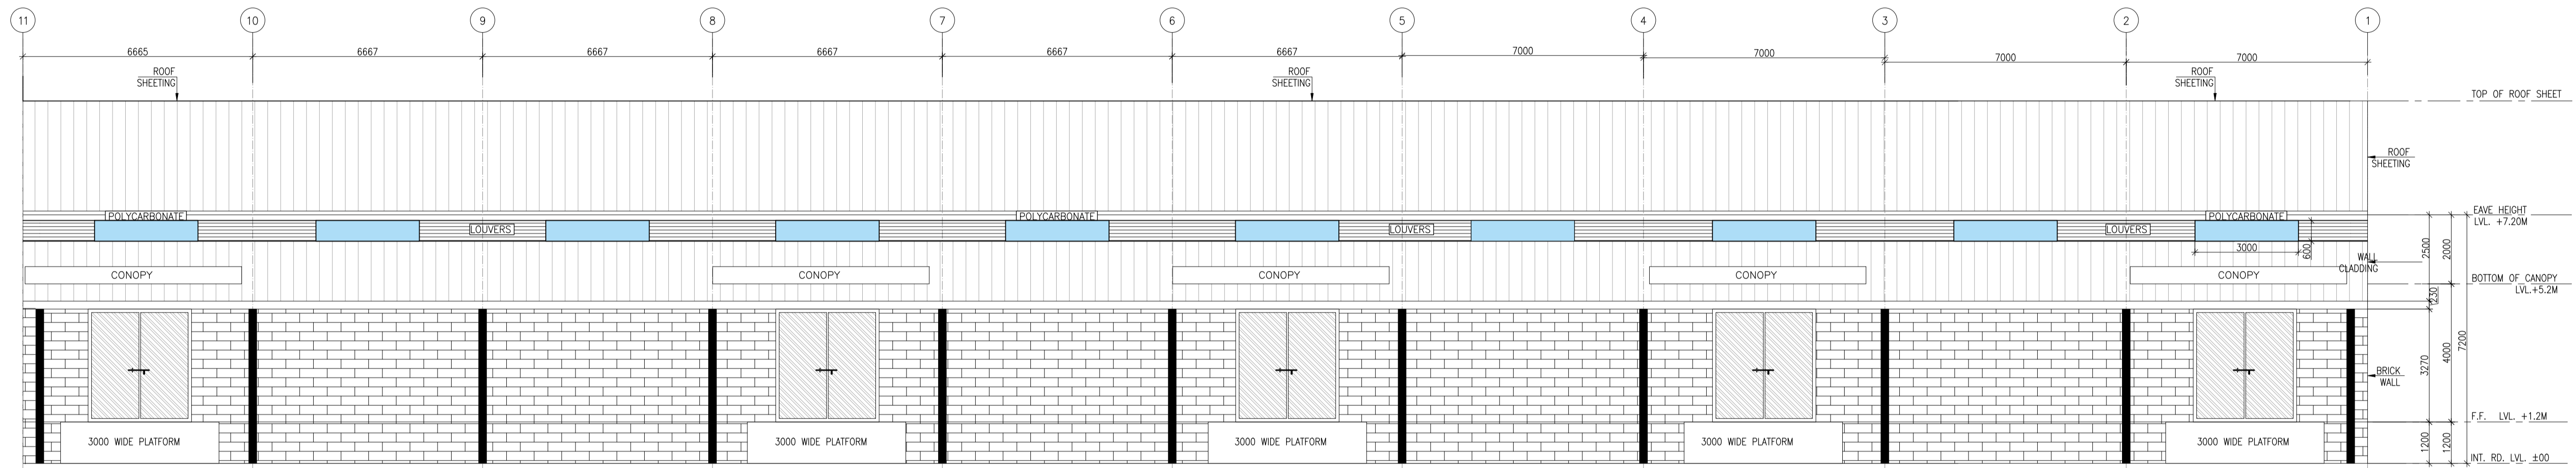 11 10 9 8 7 6 5 4 3 2 1
6665 6667 6667 6667 6667 6667 7000 7000 7000 7000
ROOF
SHEETING
ROOF
SHEETING
ROOF
SHEETING
TOP OF ROOF SHEET
ROOF
SHEETING
POLYCARBONATE POLYCARBONATE POLYCARBONATE
EAVE HEIGHT
LVL. +7.20M
LOUVERS LOUVERS LOUVERS
3000
600
2500
2000
WALL
CLADDING
CONOPY CONOPY CONOPY CONOPY CONOPY
BOTTOM OF CANOPY
LVL.+5.2M
230
7200
4000
3270
BRICK
WALL
F.F. LVL. +1.2M
3000 WIDE PLATFORM 3000 WIDE PLATFORM 3000 WIDE PLATFORM 3000 WIDE PLATFORM 3000 WIDE PLATFORM
1200
1200
INT. RD. LVL. ±00